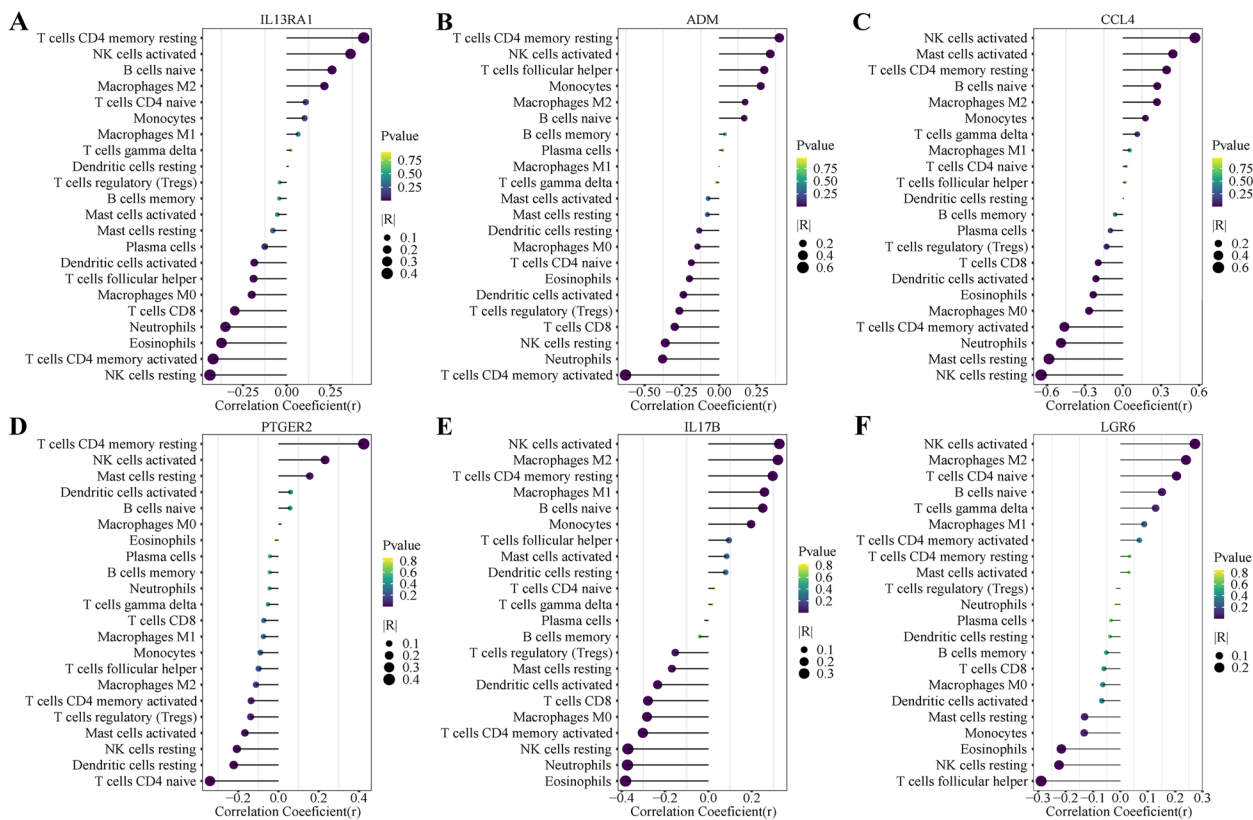 A
IL13RA1
T cells CD4 memory resting
NK cells activated
B cells naive
Macrophages M2
T cells CD4 naive
Monocytes
Macrophages M1
T cells gamma delta
Dendritic cells resting
T cells regulatory (Tregs)
B cells memory
Mast cells activated
Mast cells resting
Plasma cells
Dendritic cells activated
T cells follicular helper
Macrophages M0
T cells CD8
Neutrophils
Eosinophils
T cells CD4 memory activated
NK cells resting
−0.25 0.00 0.25
Correlation Coeeficient(r)
Pvalue
0.75
0.50
0.25
|R|
0.1
0.2
0.3
0.4
B
ADM
T cells CD4 memory resting
NK cells activated
T cells follicular helper
Monocytes
Macrophages M2
B cells naive
B cells memory
Plasma cells
Macrophages M1
T cells gamma delta
Mast cells activated
Mast cells resting
Dendritic cells resting
Macrophages M0
T cells CD4 naive
Eosinophils
Dendritic cells activated
T cells regulatory (Tregs)
T cells CD8
NK cells resting
Neutrophils
T cells CD4 memory activated
−0.50 −0.25 0.00 0.25
Correlation Coeeficient(r)
Pvalue
0.75
0.50
0.25
|R|
0.2
0.4
0.6
C
CCL4
NK cells activated
Mast cells activated
T cells CD4 memory resting
B cells naive
Macrophages M2
Monocytes
T cells gamma delta
Macrophages M1
T cells CD4 naive
T cells follicular helper
Dendritic cells resting
B cells memory
Plasma cells
T cells regulatory (Tregs)
T cells CD8
Dendritic cells activated
Eosinophils
Macrophages M0
T cells CD4 memory activated
Neutrophils
Mast cells resting
NK cells resting
−0.6 −0.3 0.0 0.3 0.6
Correlation Coeeficient(r)
Pvalue
0.75
0.50
0.25
|R|
0.2
0.4
0.6
D
PTGER2
T cells CD4 memory resting
NK cells activated
Mast cells resting
Dendritic cells activated
B cells naive
Macrophages M0
Eosinophils
Plasma cells
B cells memory
Neutrophils
T cells gamma delta
T cells CD8
Macrophages M1
Monocytes
T cells follicular helper
Macrophages M2
T cells CD4 memory activated
T cells regulatory (Tregs)
Mast cells activated
NK cells resting
Dendritic cells resting
T cells CD4 naive
−0.2 0.0 0.2 0.4
Correlation Coeeficient(r)
Pvalue
0.8
0.6
0.4
0.2
|R|
0.1
0.2
0.3
0.4
E
IL17B
NK cells activated
Macrophages M2
T cells CD4 memory resting
Macrophages M1
B cells naive
Monocytes
T cells follicular helper
Mast cells activated
Dendritic cells resting
T cells CD4 naive
T cells gamma delta
Plasma cells
B cells memory
T cells regulatory (Tregs)
Mast cells resting
Dendritic cells activated
T cells CD8
Macrophages M0
T cells CD4 memory activated
NK cells resting
Neutrophils
Eosinophils
−0.4 −0.2 0.0 0.2
Correlation Coeeficient(r)
Pvalue
0.8
0.6
0.4
0.2
|R|
0.1
0.2
0.3
F
LGR6
NK cells activated
Macrophages M2
T cells CD4 naive
B cells naive
T cells gamma delta
Macrophages M1
T cells CD4 memory activated
T cells CD4 memory resting
Mast cells activated
T cells regulatory (Tregs)
Neutrophils
Plasma cells
Dendritic cells resting
B cells memory
T cells CD8
Macrophages M0
Dendritic cells activated
Mast cells resting
Monocytes
Eosinophils
NK cells resting
T cells follicular helper
−0.3 −0.2 −0.1 0.0 0.1 0.2 0.3
Correlation Coeeficient(r)
Pvalue
0.8
0.6
0.4
0.2
|R|
0.1
0.2